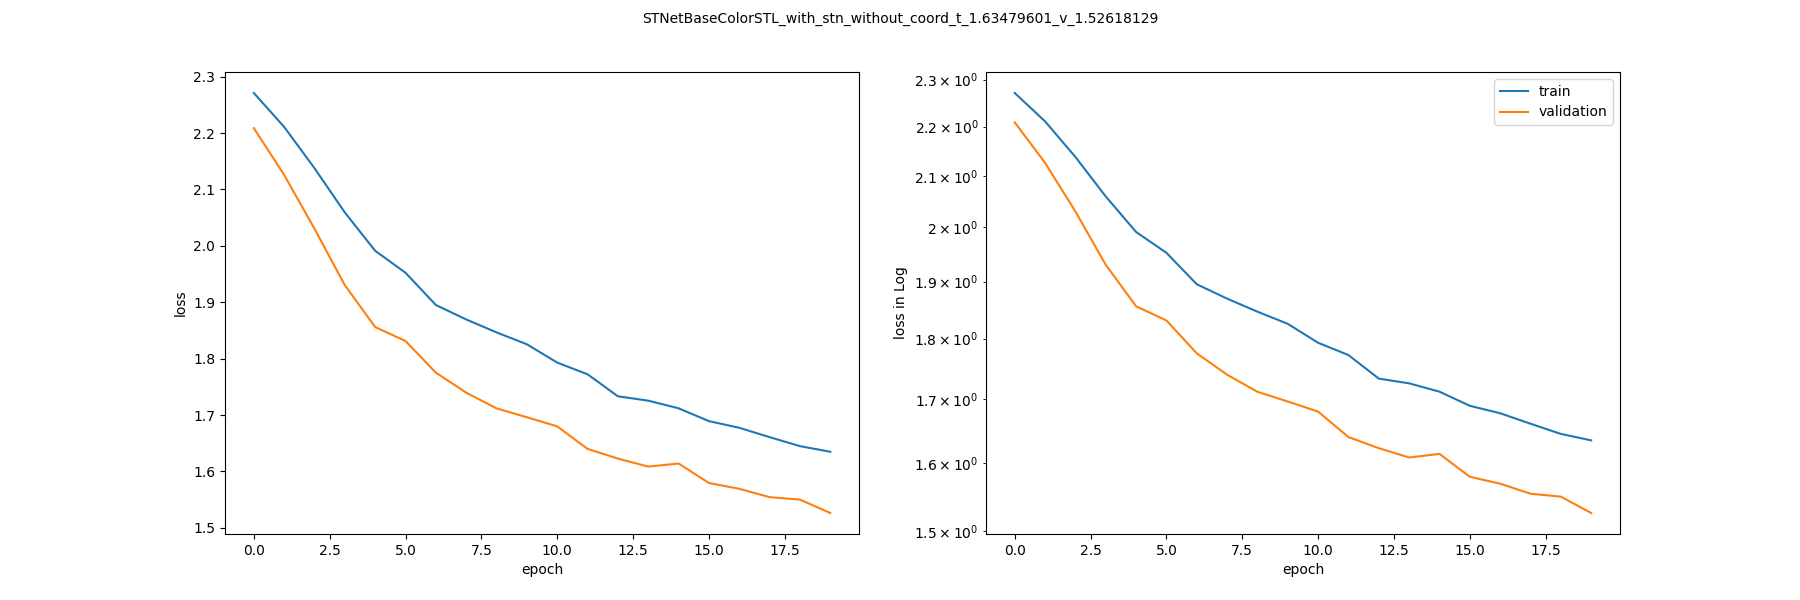 STNetBaseColorSTL_with_stn_without_coord_t_1.63479601_v_1.52618129
2.3
2.2
2.1
2.0
1.9
1.8
1.7
1.6
1.5
loss
0.0 2.5 5.0 7.5 10.0 12.5 15.0 17.5
epoch
2.3 × 10⁰
2.2 × 10⁰
2.1 × 10⁰
2 × 10⁰
1.9 × 10⁰
1.8 × 10⁰
1.7 × 10⁰
1.6 × 10⁰
1.5 × 10⁰
loss in Log
train
validation
0.0 2.5 5.0 7.5 10.0 12.5 15.0 17.5
epoch